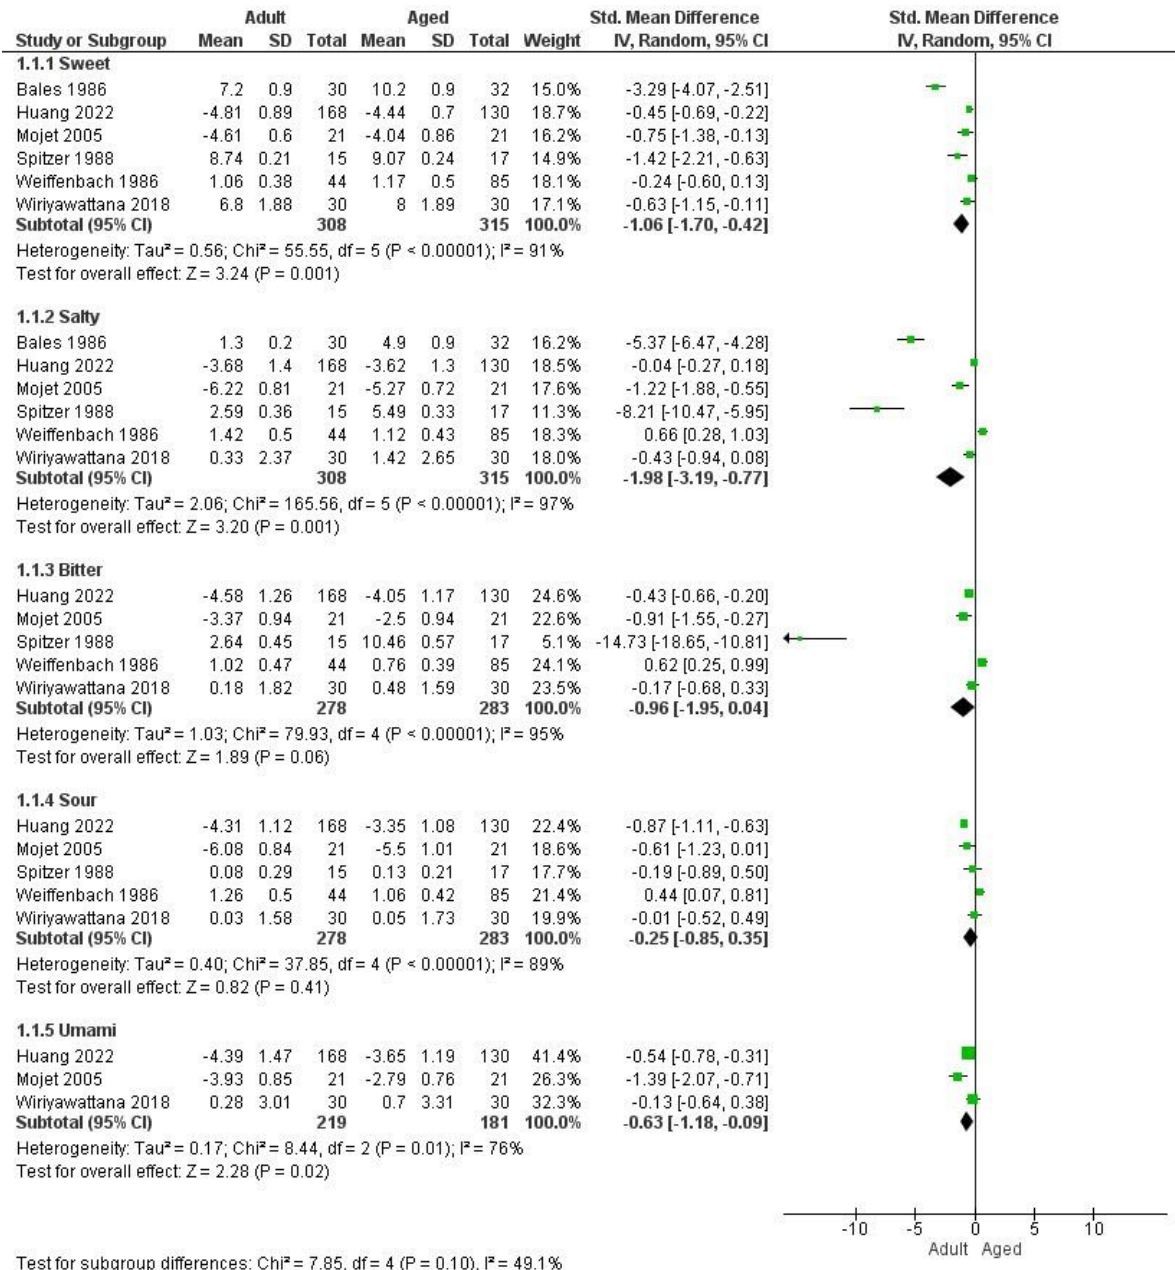 Adult Aged Std. Mean Difference Std. Mean Difference
Study or Subgroup Mean SD Total Mean SD Total Weight IV, Random, 95% CI IV, Random, 95% CI
1.1.1 Sweet
Bales 1986 7.2 0.9 30 10.2 0.9 32 15.0% -3.29 [-4.07, -2.51]
Huang 2022 -4.81 0.89 168 -4.44 0.7 130 18.7% -0.45 [-0.69, -0.22]
Mojet 2005 -4.61 0.6 21 -4.04 0.86 21 16.2% -0.75 [-1.38, -0.13]
Spitzer 1988 8.74 0.21 15 9.07 0.24 17 14.9% -1.42 [-2.21, -0.63]
Weiffenbach 1986 1.06 0.38 44 1.17 0.5 85 18.1% -0.24 [-0.60, 0.13]
Wiriyawattana 2018 6.8 1.88 30 8 1.89 30 17.1% -0.63 [-1.15, -0.11]
Subtotal (95% CI) 308 315 100.0% -1.06 [-1.70, -0.42]
Heterogeneity: Tau² = 0.56; Chi² = 55.55, df = 5 (P < 0.00001); I² = 91%
Test for overall effect: Z = 3.24 (P = 0.001)
1.1.2 Salty
Bales 1986 1.3 0.2 30 4.9 0.9 32 16.2% -5.37 [-6.47, -4.28]
Huang 2022 -3.68 1.4 168 -3.62 1.3 130 18.5% -0.04 [-0.27, 0.18]
Mojet 2005 -6.22 0.81 21 -5.27 0.72 21 17.6% -1.22 [-1.88, -0.55]
Spitzer 1988 2.59 0.36 15 5.49 0.33 17 11.3% -8.21 [-10.47, -5.95]
Weiffenbach 1986 1.42 0.5 44 1.12 0.43 85 18.3% 0.66 [0.28, 1.03]
Wiriyawattana 2018 0.33 2.37 30 1.42 2.65 30 18.0% -0.43 [-0.94, 0.08]
Subtotal (95% CI) 308 315 100.0% -1.98 [-3.19, -0.77]
Heterogeneity: Tau² = 2.06; Chi² = 165.56, df = 5 (P < 0.00001); I² = 97%
Test for overall effect: Z = 3.20 (P = 0.001)
1.1.3 Bitter
Huang 2022 -4.58 1.26 168 -4.05 1.17 130 24.6% -0.43 [-0.66, -0.20]
Mojet 2005 -3.37 0.94 21 -2.5 0.94 21 22.6% -0.91 [-1.55, -0.27]
Spitzer 1988 2.64 0.45 15 10.46 0.57 17 5.1% -14.73 [-18.65, -10.81]
Weiffenbach 1986 1.02 0.47 44 0.76 0.39 85 24.1% 0.62 [0.25, 0.99]
Wiriyawattana 2018 0.18 1.82 30 0.48 1.59 30 23.5% -0.17 [-0.68, 0.33]
Subtotal (95% CI) 278 283 100.0% -0.96 [-1.95, 0.04]
Heterogeneity: Tau² = 1.03; Chi² = 79.93, df = 4 (P < 0.00001); I² = 95%
Test for overall effect: Z = 1.89 (P = 0.06)
1.1.4 Sour
Huang 2022 -4.31 1.12 168 -3.35 1.08 130 22.4% -0.87 [-1.11, -0.63]
Mojet 2005 -6.08 0.84 21 -5.5 1.01 21 18.6% -0.61 [-1.23, 0.01]
Spitzer 1988 0.08 0.29 15 0.13 0.21 17 17.7% -0.19 [-0.89, 0.50]
Weiffenbach 1986 1.26 0.5 44 1.06 0.42 85 21.4% 0.44 [0.07, 0.81]
Wiriyawattana 2018 0.03 1.58 30 0.05 1.73 30 19.9% -0.01 [-0.52, 0.49]
Subtotal (95% CI) 278 283 100.0% -0.25 [-0.85, 0.35]
Heterogeneity: Tau² = 0.40; Chi² = 37.85, df = 4 (P < 0.00001); I² = 89%
Test for overall effect: Z = 0.82 (P = 0.41)
1.1.5 Umami
Huang 2022 -4.39 1.47 168 -3.65 1.19 130 41.4% -0.54 [-0.78, -0.31]
Mojet 2005 -3.93 0.85 21 -2.79 0.76 21 26.3% -1.39 [-2.07, -0.71]
Wiriyawattana 2018 0.28 3.01 30 0.7 3.31 30 32.3% -0.13 [-0.64, 0.38]
Subtotal (95% CI) 219 181 100.0% -0.63 [-1.18, -0.09]
Heterogeneity: Tau² = 0.17; Chi² = 8.44, df = 2 (P = 0.01); I² = 76%
Test for overall effect: Z = 2.28 (P = 0.02)
-10 -5 0 5 10
Adult Aged
Test for subgroup differences: Chi² = 7.85, df = 4 (P = 0.10), I² = 49.1%